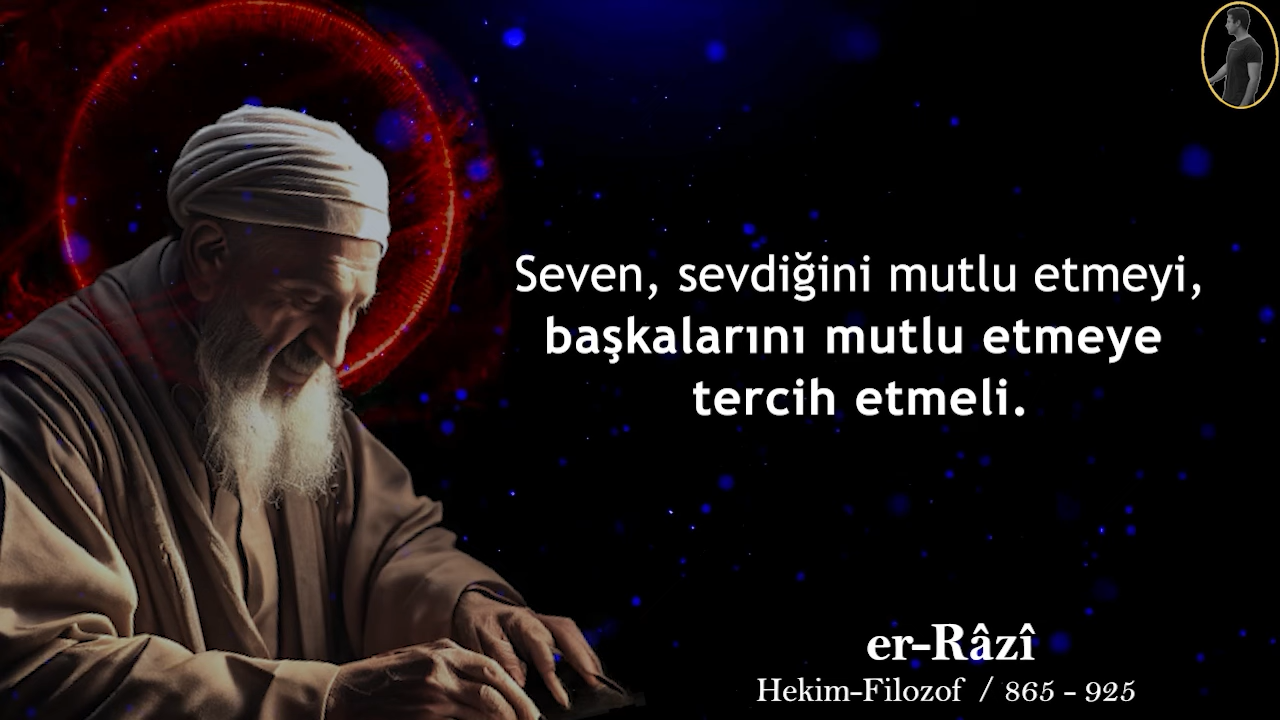 Seven, sevdiğini mutlu etmeyi,
başkalarını mutlu etmeye
tercih etmeli.
er-Râzî
Hekim-Filozof / 865 - 925